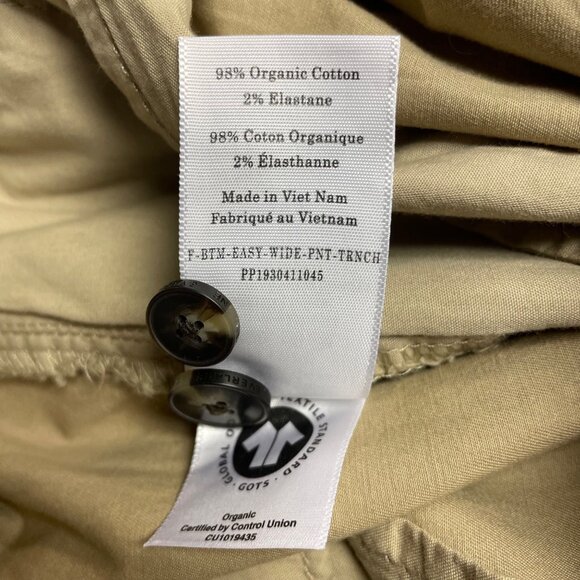 98% Organic Cotton
2% Elastane
98% Coton Organique
2% Élasthanne
Made in Viet Nam
Fabriqué au Vietnam
F-BTM-EASY-WIDE-PNT-TRNCH
PP1930411045
GLOBAL O
TEXTILE STANDARD
· GOTS ·
Organic
Certified by Control Union
CU1019435